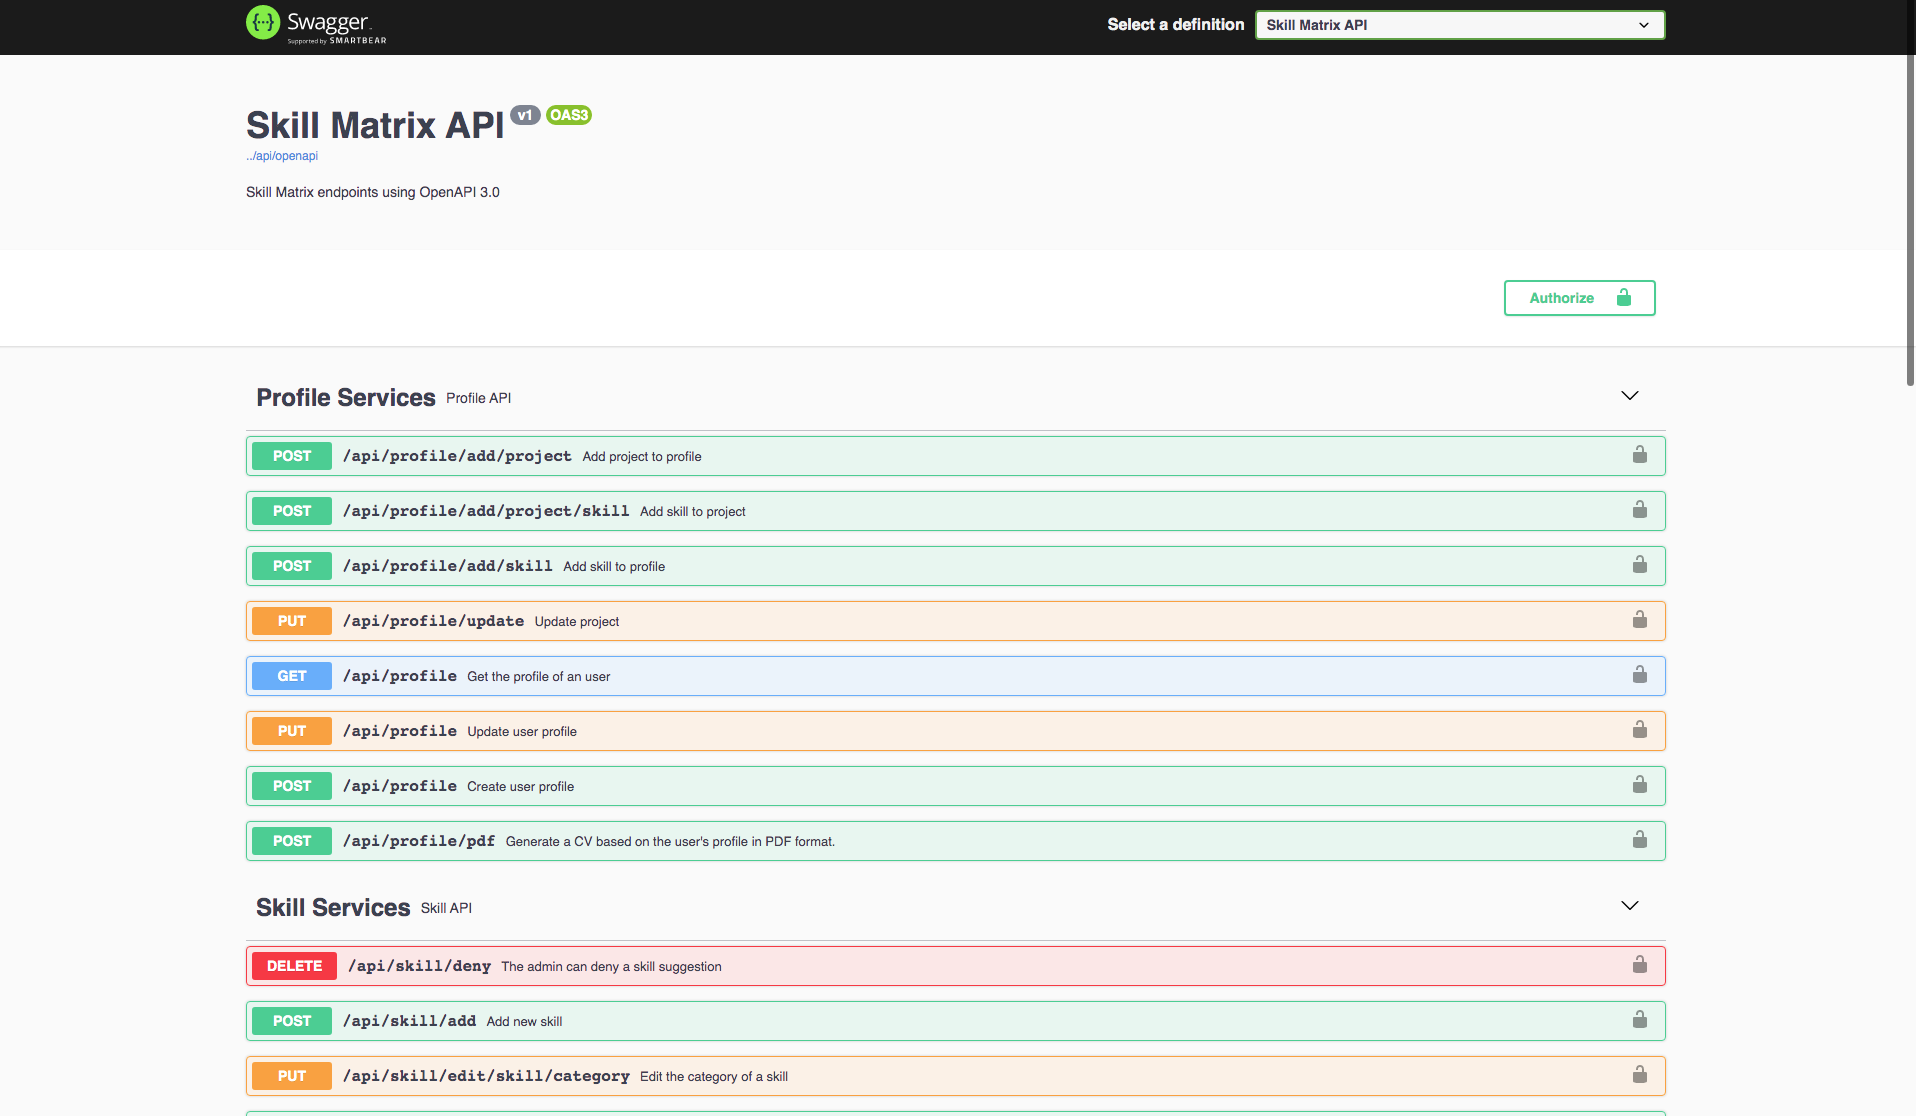 Swagger
Supported by SMARTBEAR
Select a definition
Skill Matrix API
Skill Matrix API v1 OAS3
../api/openapi
Skill Matrix endpoints using OpenAPI 3.0
Authorize
Profile Services Profile API
POST /api/profile/add/project Add project to profile
POST /api/profile/add/project/skill Add skill to project
POST /api/profile/add/skill Add skill to profile
PUT /api/profile/update Update project
GET /api/profile Get the profile of an user
PUT /api/profile Update user profile
POST /api/profile Create user profile
POST /api/profile/pdf Generate a CV based on the user's profile in PDF format.
Skill Services Skill API
DELETE /api/skill/deny The admin can deny a skill suggestion
POST /api/skill/add Add new skill
PUT /api/skill/edit/skill/category Edit the category of a skill